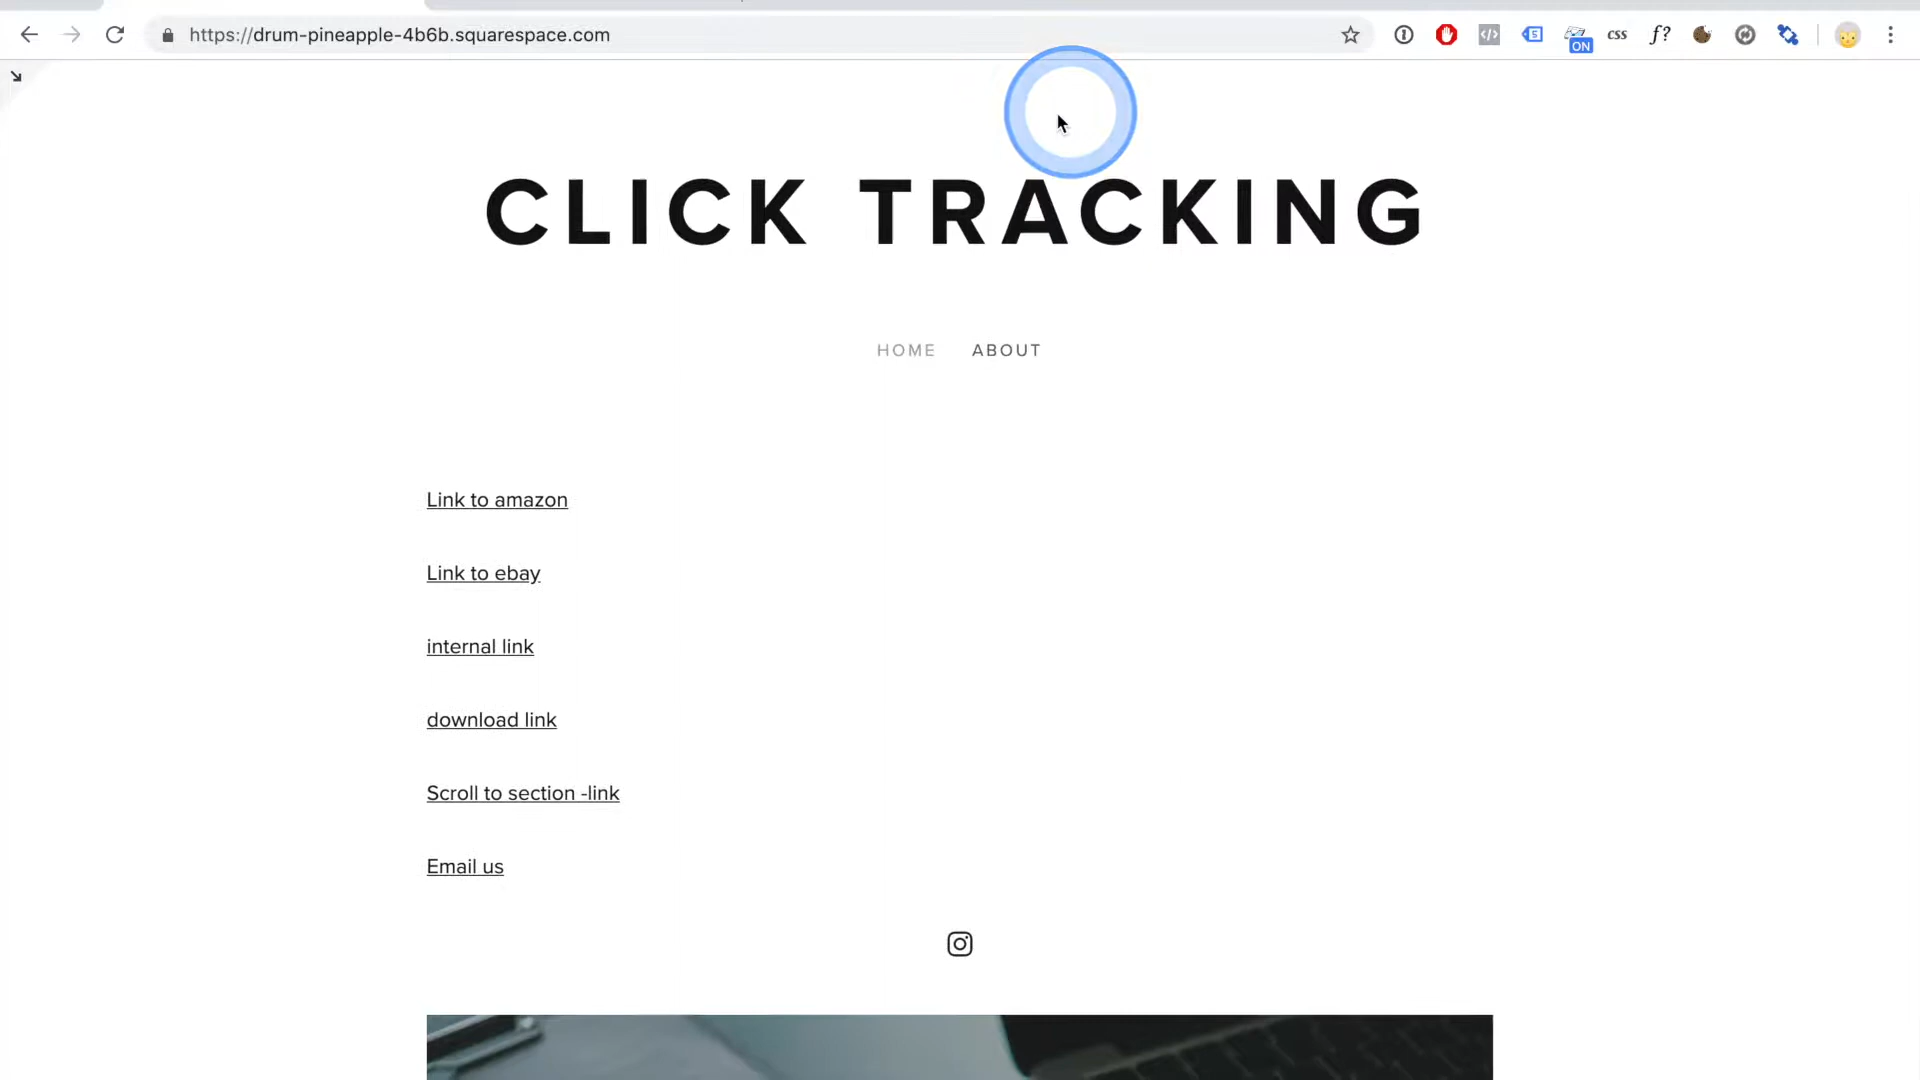 https://drum-pineapple-4b6b.squarespace.com
ON
css
f?
CLICK TRACKING
HOME ABOUT
Link to amazon
Link to ebay
internal link
download link
Scroll to section -link
Email us